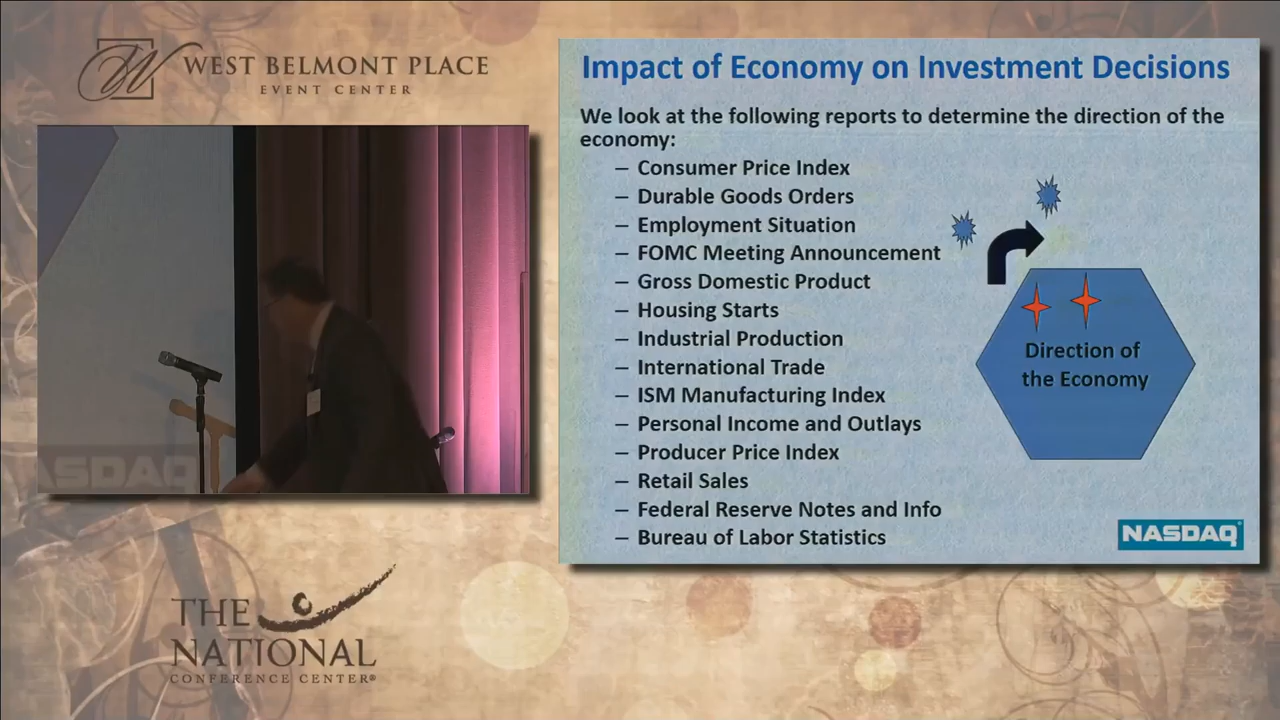 WEST BELMONT PLACE
EVENT CENTER
NASDAQ
THE
NATIONAL
CONFERENCE CENTER®
Impact of Economy on Investment Decisions
We look at the following reports to determine the direction of the
economy:
– Consumer Price Index
– Durable Goods Orders
– Employment Situation
– FOMC Meeting Announcement
– Gross Domestic Product
– Housing Starts
– Industrial Production
– International Trade
– ISM Manufacturing Index
– Personal Income and Outlays
– Producer Price Index
– Retail Sales
– Federal Reserve Notes and Info
– Bureau of Labor Statistics
Direction of
the Economy
NASDAQ®